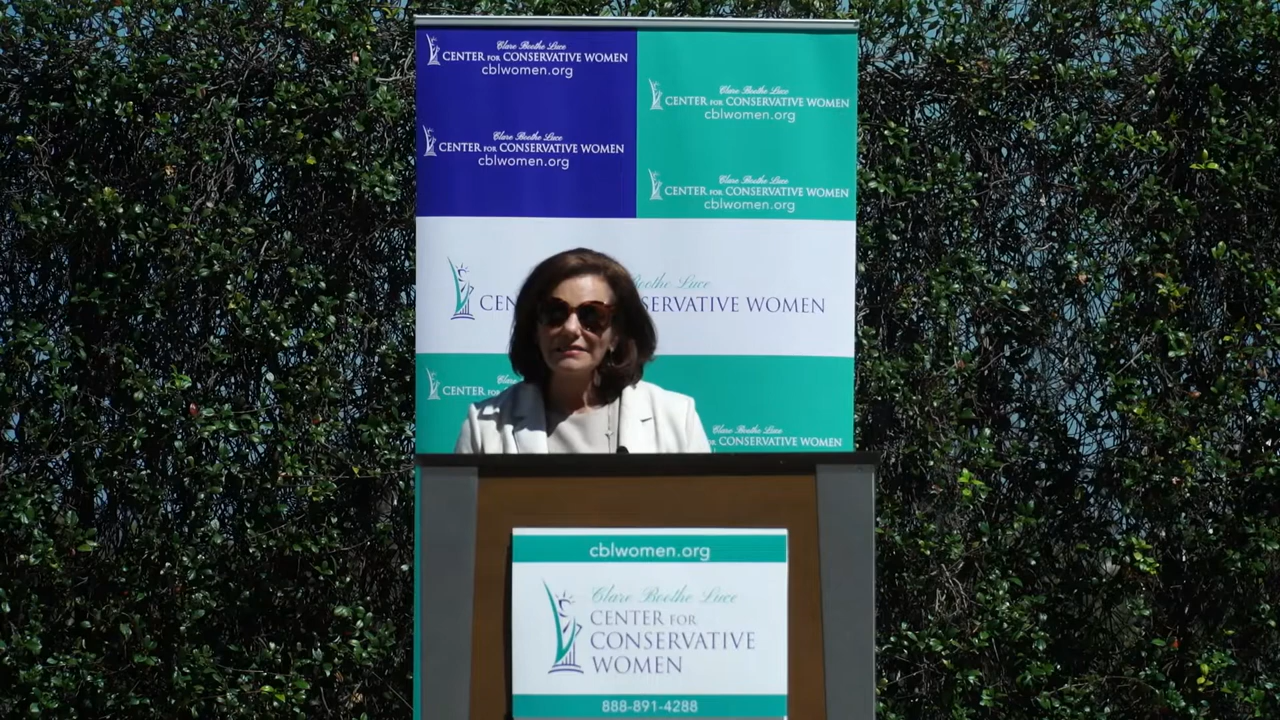 Clare Boothe Luce
CENTER FOR CONSERVATIVE WOMEN
cblwomen.org
Clare Boothe Luce
CENTER FOR CONSERVATIVE WOMEN
cblwomen.org
Clare Boothe Luce
CENTER FOR CONSERVATIVE WOMEN
cblwomen.org
Clare Boothe Luce
CENTER FOR CONSERVATIVE WOMEN
cblwomen.org
Boothe Luce
CEN SERVATIVE WOMEN
Cla
CENTER FOR
Clare Boothe Luce
FOR CONSERVATIVE WOMEN
cblwomen.org
Clare Boothe Luce
CENTER FOR
CONSERVATIVE
WOMEN
888-891-4288